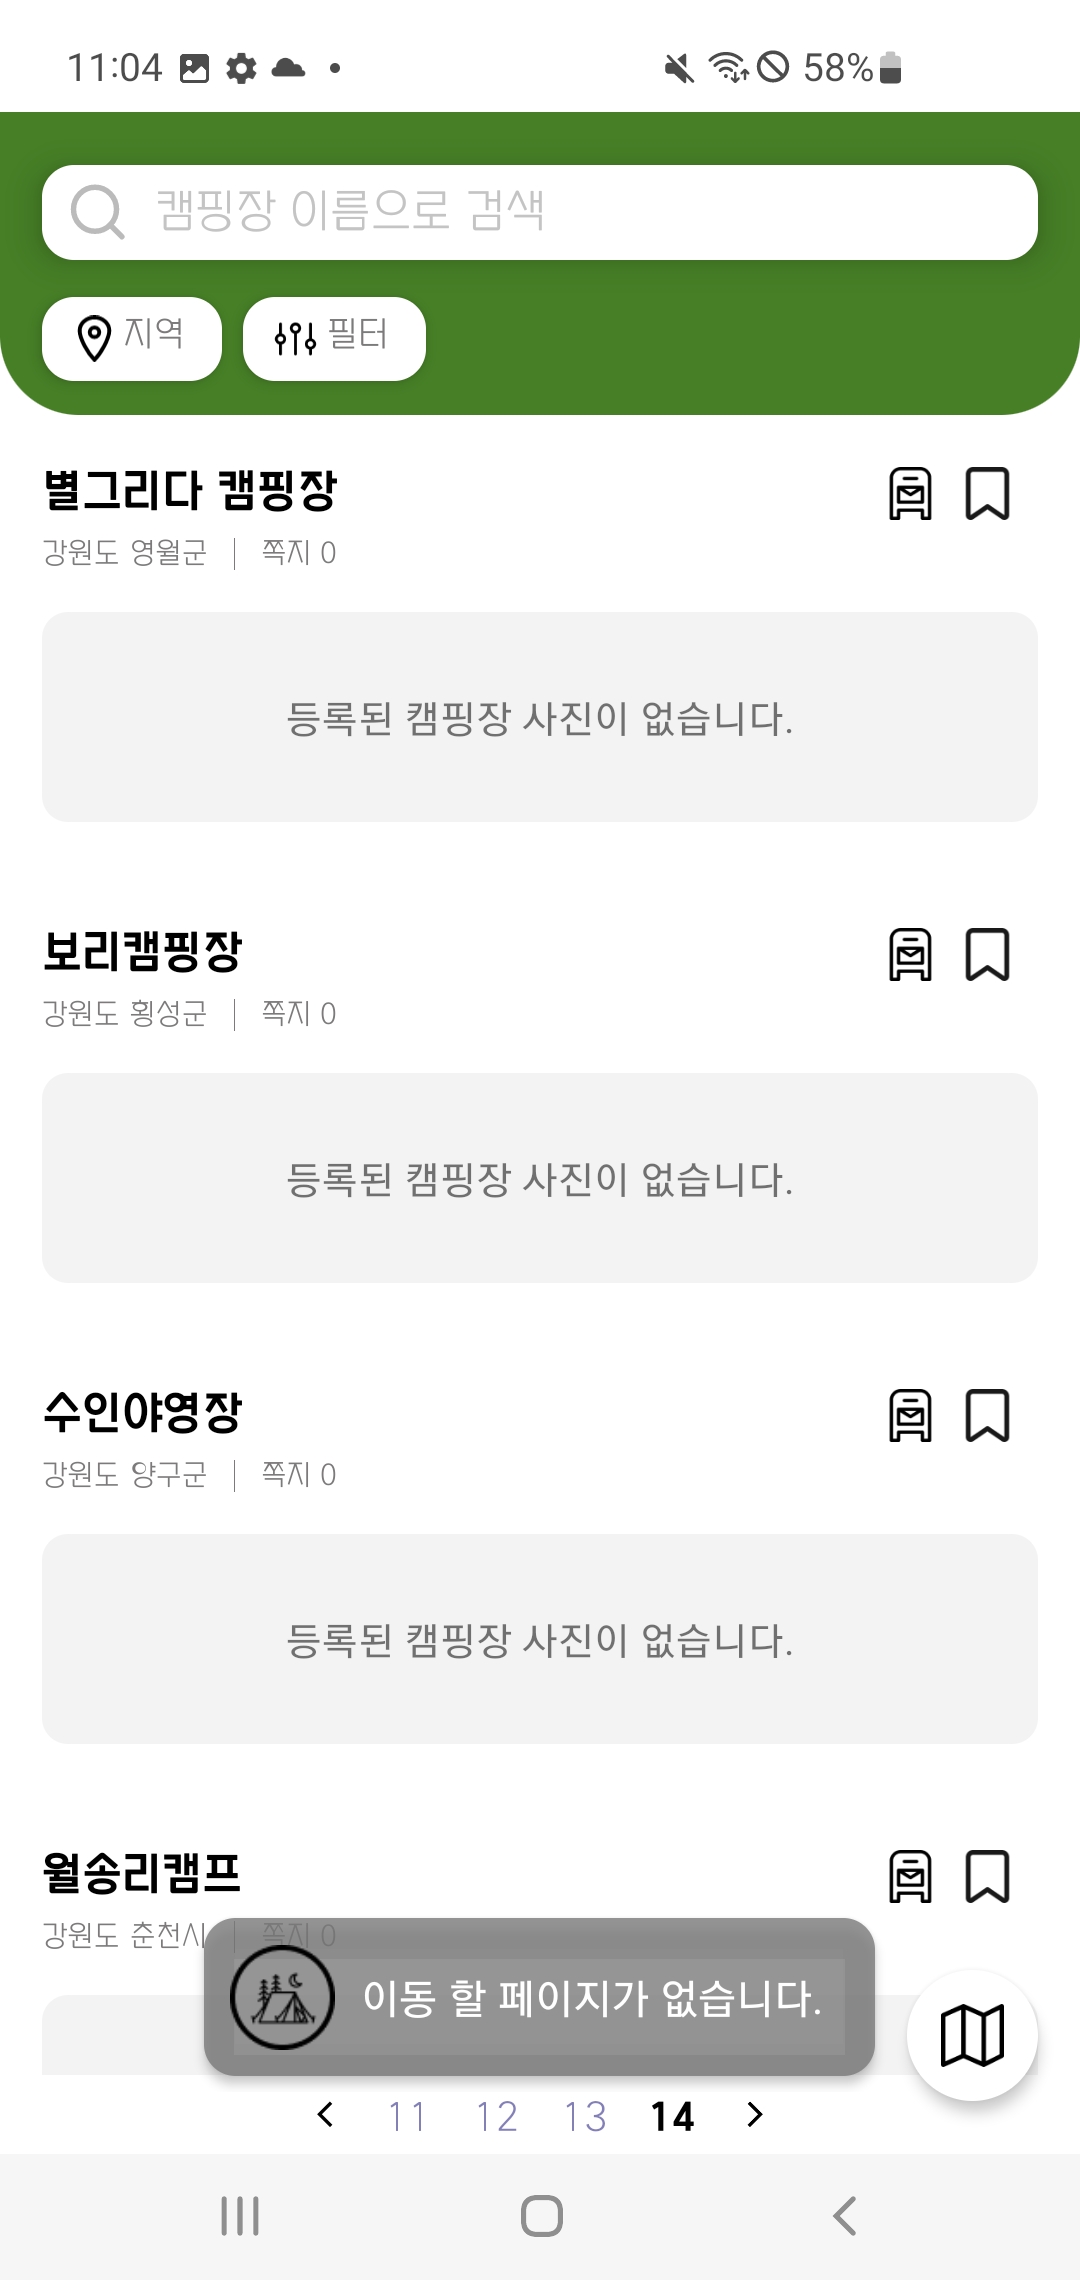 11:04
58%
캠핑장 이름으로 검색
지역
필터
별그리다 캠핑장
강원도 영월군 | 쪽지 0
등록된 캠핑장 사진이 없습니다.
보리캠핑장
강원도 횡성군 | 쪽지 0
등록된 캠핑장 사진이 없습니다.
수인야영장
강원도 양구군 | 쪽지 0
등록된 캠핑장 사진이 없습니다.
월송리캠프
강원도 춘천시 | 쪽지 0
이동 할 페이지가 없습니다.
< 11 12 13 14 >